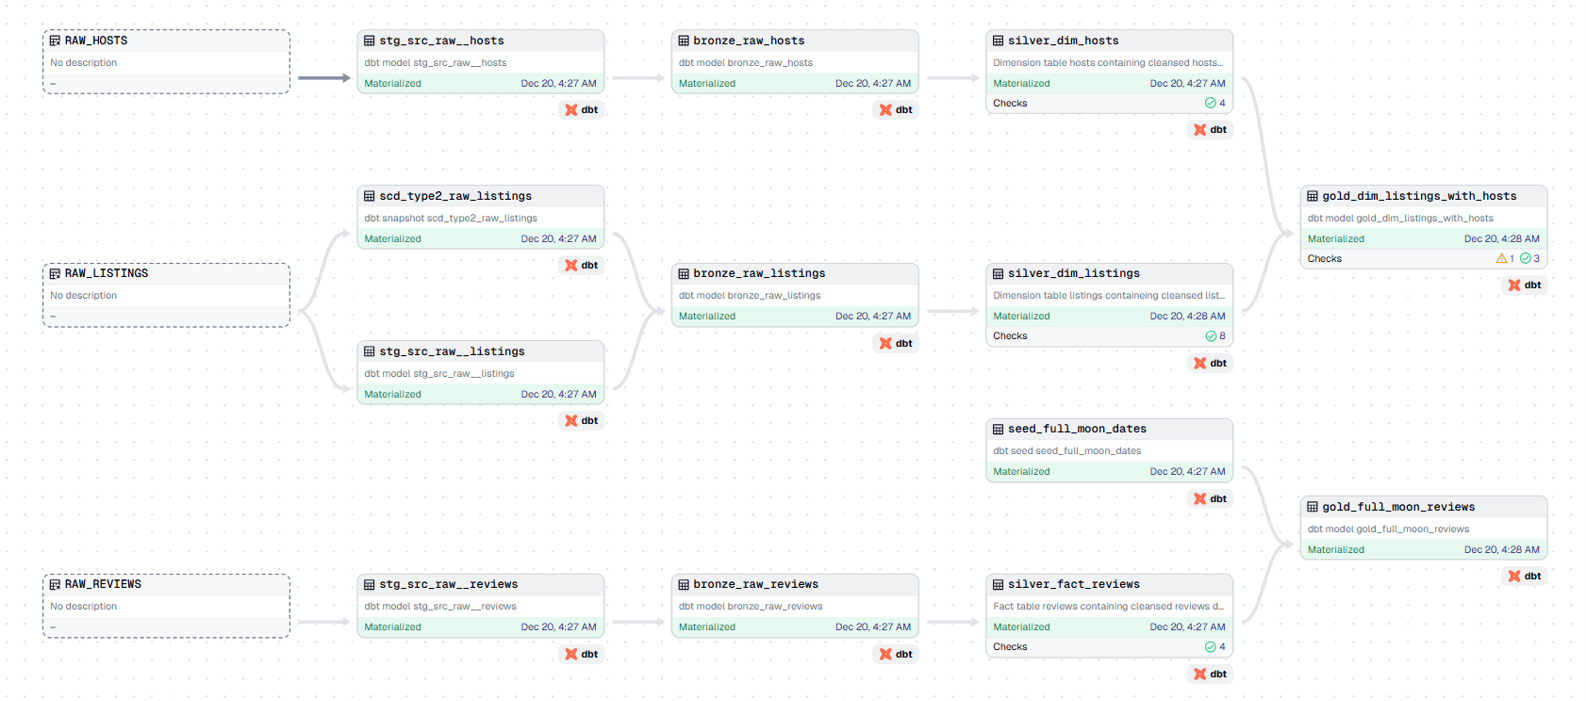 RAW_HOSTS
No description
–
stg_src_raw__hosts
dbt model stg_src_raw__hosts
Materialized Dec 20, 4:27 AM
dbt
bronze_raw_hosts
dbt model bronze_raw_hosts
Materialized Dec 20, 4:27 AM
dbt
silver_dim_hosts
Dimension table hosts containing cleansed hosts...
Materialized Dec 20, 4:27 AM
Checks 4
dbt
scd_type2_raw_listings
dbt snapshot scd_type2_raw_listings
Materialized Dec 20, 4:27 AM
dbt
gold_dim_listings_with_hosts
dbt model gold_dim_listings_with_hosts
Materialized Dec 20, 4:28 AM
Checks 1 3
dbt
RAW_LISTINGS
No description
–
bronze_raw_listings
dbt model bronze_raw_listings
Materialized Dec 20, 4:27 AM
dbt
silver_dim_listings
Dimension table listings containeing cleansed list...
Materialized Dec 20, 4:28 AM
Checks 8
dbt
stg_src_raw__listings
dbt model stg_src_raw__listings
Materialized Dec 20, 4:27 AM
dbt
seed_full_moon_dates
dbt seed seed_full_moon_dates
Materialized Dec 20, 4:27 AM
dbt
gold_full_moon_reviews
dbt model gold_full_moon_reviews
Materialized Dec 20, 4:28 AM
dbt
RAW_REVIEWS
No description
–
stg_src_raw__reviews
dbt model stg_src_raw__reviews
Materialized Dec 20, 4:27 AM
dbt
bronze_raw_reviews
dbt model bronze_raw_reviews
Materialized Dec 20, 4:27 AM
dbt
silver_fact_reviews
Fact table reviews containing cleansed reviews d...
Materialized Dec 20, 4:27 AM
Checks 4
dbt